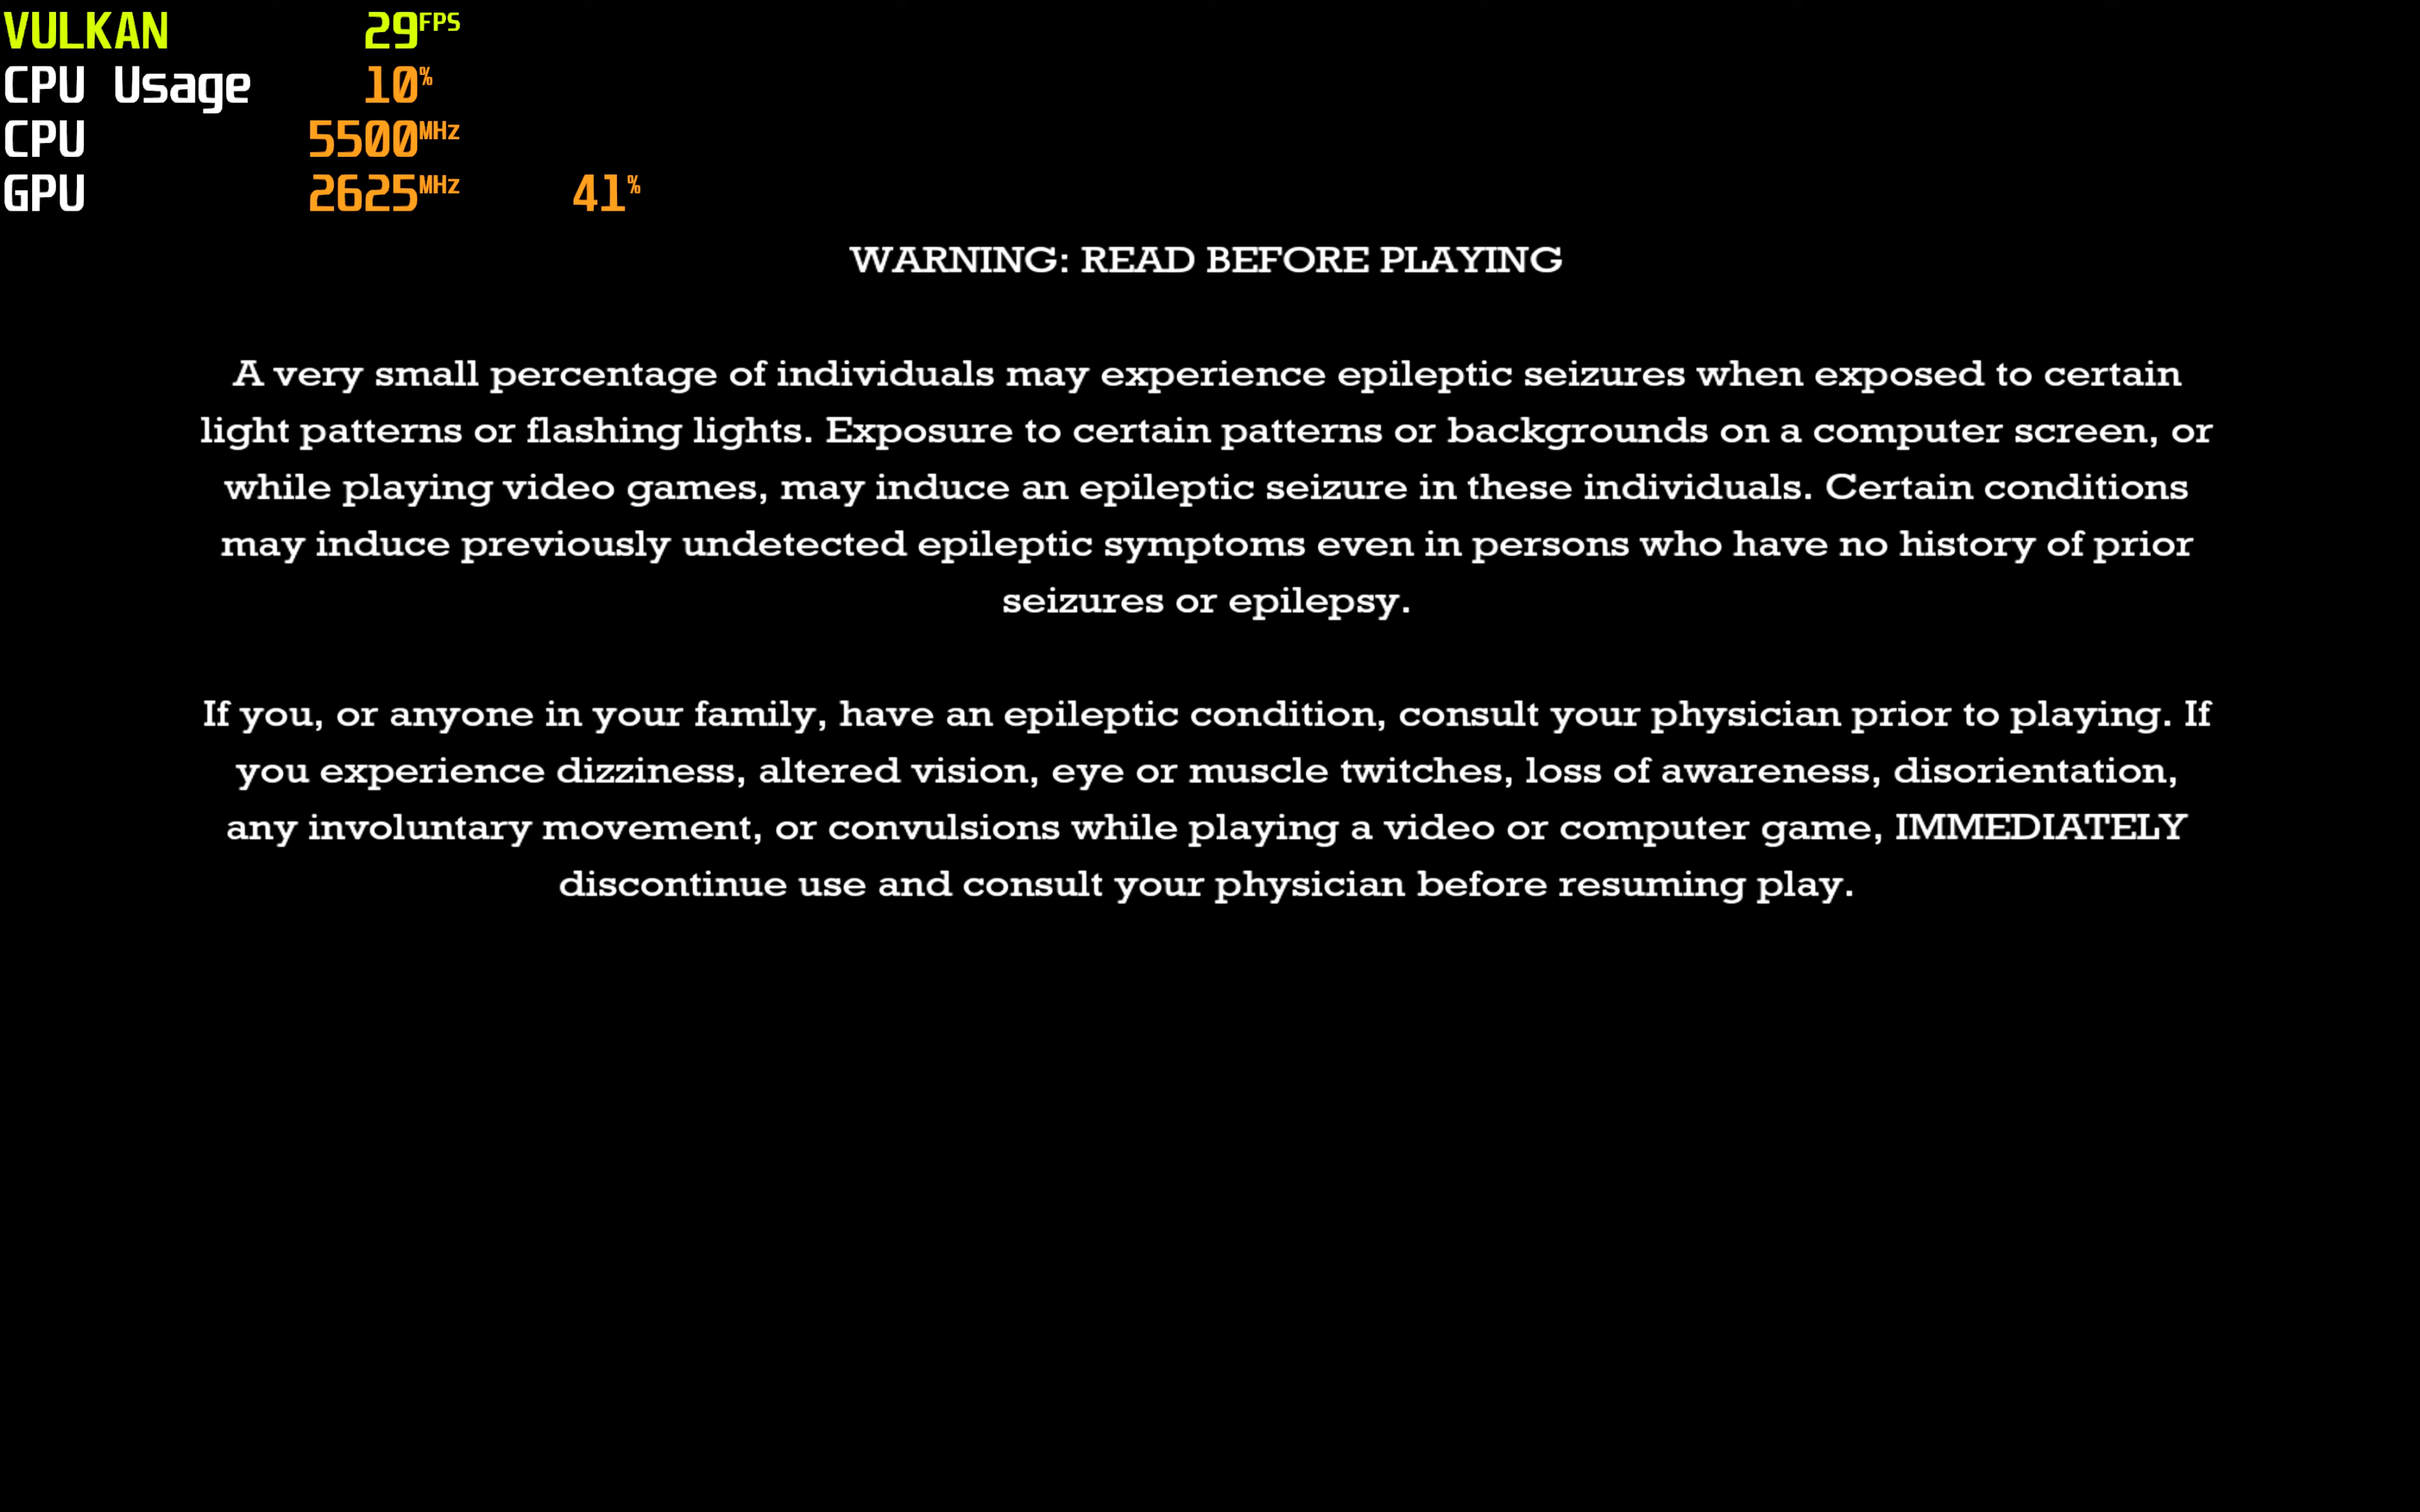 VULKAN 29FPS
CPU Usage 10%
CPU 5500MHz
GPU 2625MHz 41%
WARNING: READ BEFORE PLAYING
A very small percentage of individuals may experience epileptic seizures when exposed to certain
light patterns or flashing lights. Exposure to certain patterns or backgrounds on a computer screen, or
while playing video games, may induce an epileptic seizure in these individuals. Certain conditions
may induce previously undetected epileptic symptoms even in persons who have no history of prior
seizures or epilepsy.
If you, or anyone in your family, have an epileptic condition, consult your physician prior to playing. If
you experience dizziness, altered vision, eye or muscle twitches, loss of awareness, disorientation,
any involuntary movement, or convulsions while playing a video or computer game, IMMEDIATELY
discontinue use and consult your physician before resuming play.